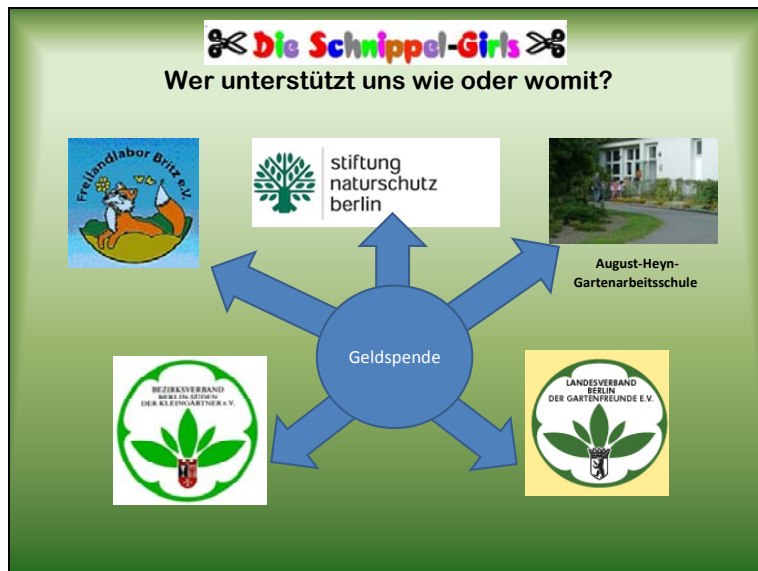 Die Schnippel-Girls
Wer unterstützt uns wie oder womit?
Freilandlabor Britz e.V.
stiftung
naturschutz
berlin
August-Heyn-
Gartenarbeitsschule
Geldspende
BEZIRKSVERBAND
BERLIN-SÜDEN
DER KLEINGÄRTNER e.V.
LANDESVERBAND
BERLIN
DER GARTENFREUNDE E.V.